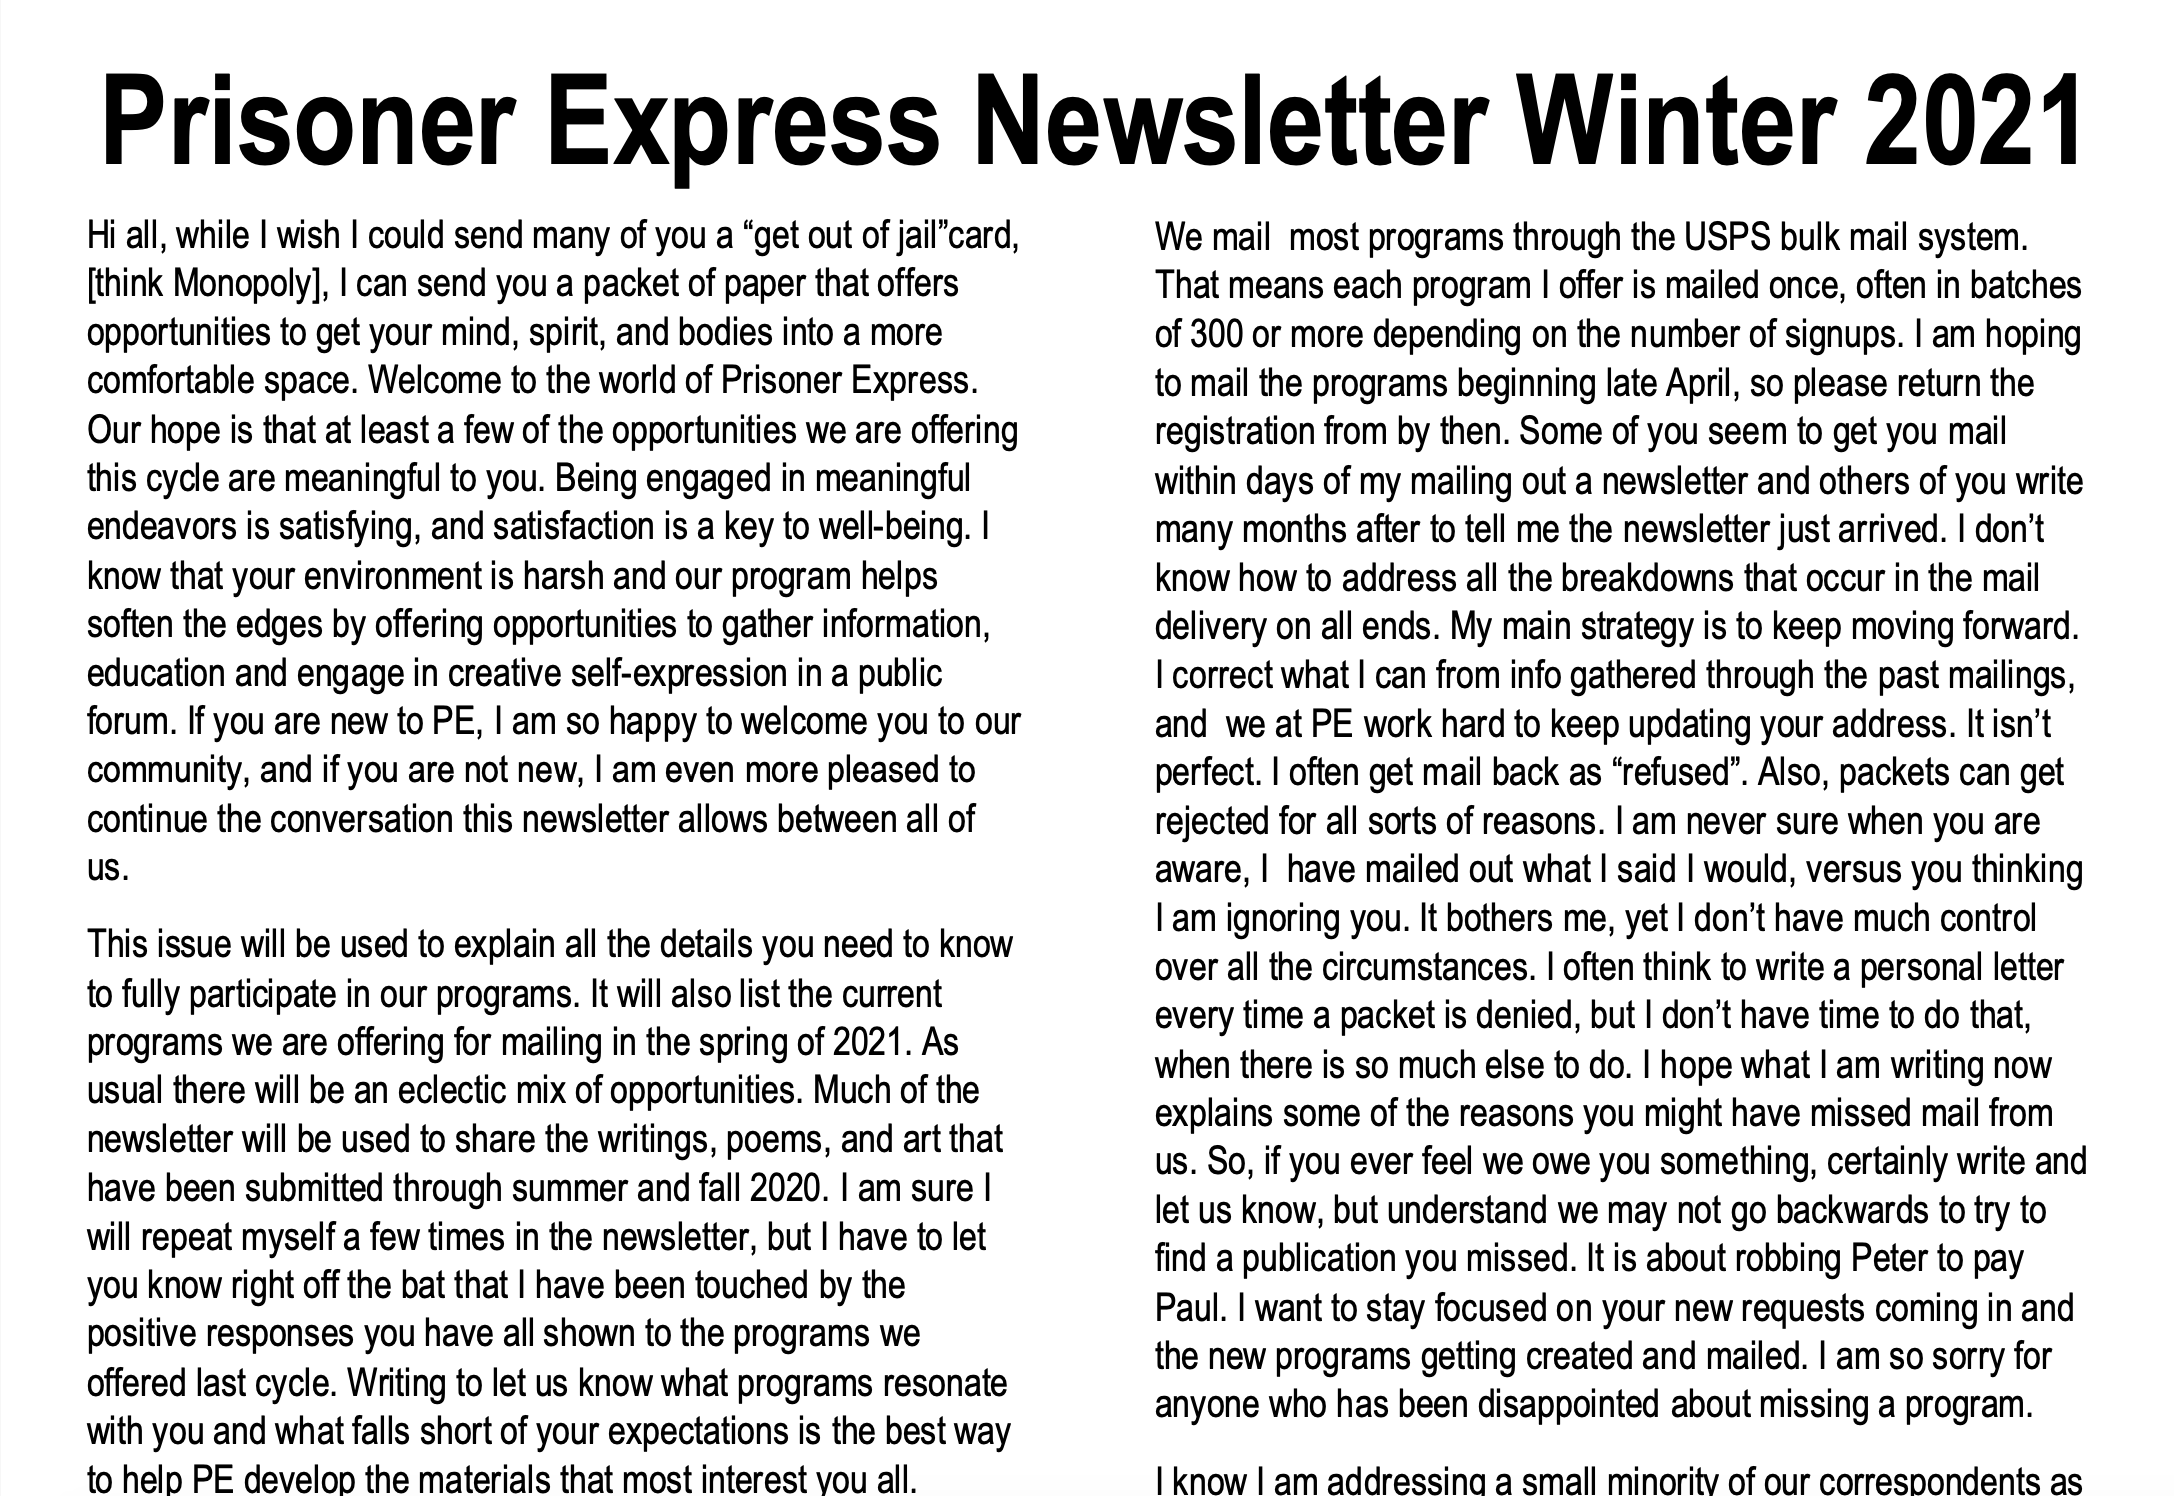 Prisoner Express Newsletter Winter 2021
Hi all, while I wish I could send many of you a “get out of jail”card,
[think Monopoly], I can send you a packet of paper that offers
opportunities to get your mind, spirit, and bodies into a more
comfortable space. Welcome to the world of Prisoner Express.
Our hope is that at least a few of the opportunities we are offering
this cycle are meaningful to you. Being engaged in meaningful
endeavors is satisfying, and satisfaction is a key to well-being. I
know that your environment is harsh and our program helps
soften the edges by offering opportunities to gather information,
education and engage in creative self-expression in a public
forum. If you are new to PE, I am so happy to welcome you to our
community, and if you are not new, I am even more pleased to
continue the conversation this newsletter allows between all of
us.
This issue will be used to explain all the details you need to know
to fully participate in our programs. It will also list the current
programs we are offering for mailing in the spring of 2021. As
usual there will be an eclectic mix of opportunities. Much of the
newsletter will be used to share the writings, poems, and art that
have been submitted through summer and fall 2020. I am sure I
will repeat myself a few times in the newsletter, but I have to let
you know right off the bat that I have been touched by the
positive responses you have all shown to the programs we
offered last cycle. Writing to let us know what programs resonate
with you and what falls short of your expectations is the best way
to help PE develop the materials that most interest you all.
We mail  most programs through the USPS bulk mail system.
That means each program I offer is mailed once, often in batches
of 300 or more depending on the number of signups. I am hoping
to mail the programs beginning late April, so please return the
registration from by then. Some of you seem to get you mail
within days of my mailing out a newsletter and others of you write
many months after to tell me the newsletter just arrived. I don’t
know how to address all the breakdowns that occur in the mail
delivery on all ends. My main strategy is to keep moving forward.
I correct what I can from info gathered through the past mailings,
and  we at PE work hard to keep updating your address. It isn’t
perfect. I often get mail back as “refused”. Also, packets can get
rejected for all sorts of reasons. I am never sure when you are
aware, I  have mailed out what I said I would, versus you thinking
I am ignoring you. It bothers me, yet I don’t have much control
over all the circumstances. I often think to write a personal letter
every time a packet is denied, but I don’t have time to do that,
when there is so much else to do. I hope what I am writing now
explains some of the reasons you might have missed mail from
us. So, if you ever feel we owe you something, certainly write and
let us know, but understand we may not go backwards to try to
find a publication you missed. It is about robbing Peter to pay
Paul. I want to stay focused on your new requests coming in and
the new programs getting created and mailed. I am so sorry for
anyone who has been disappointed about missing a program.
I know I am addressing a small minority of our correspondents as